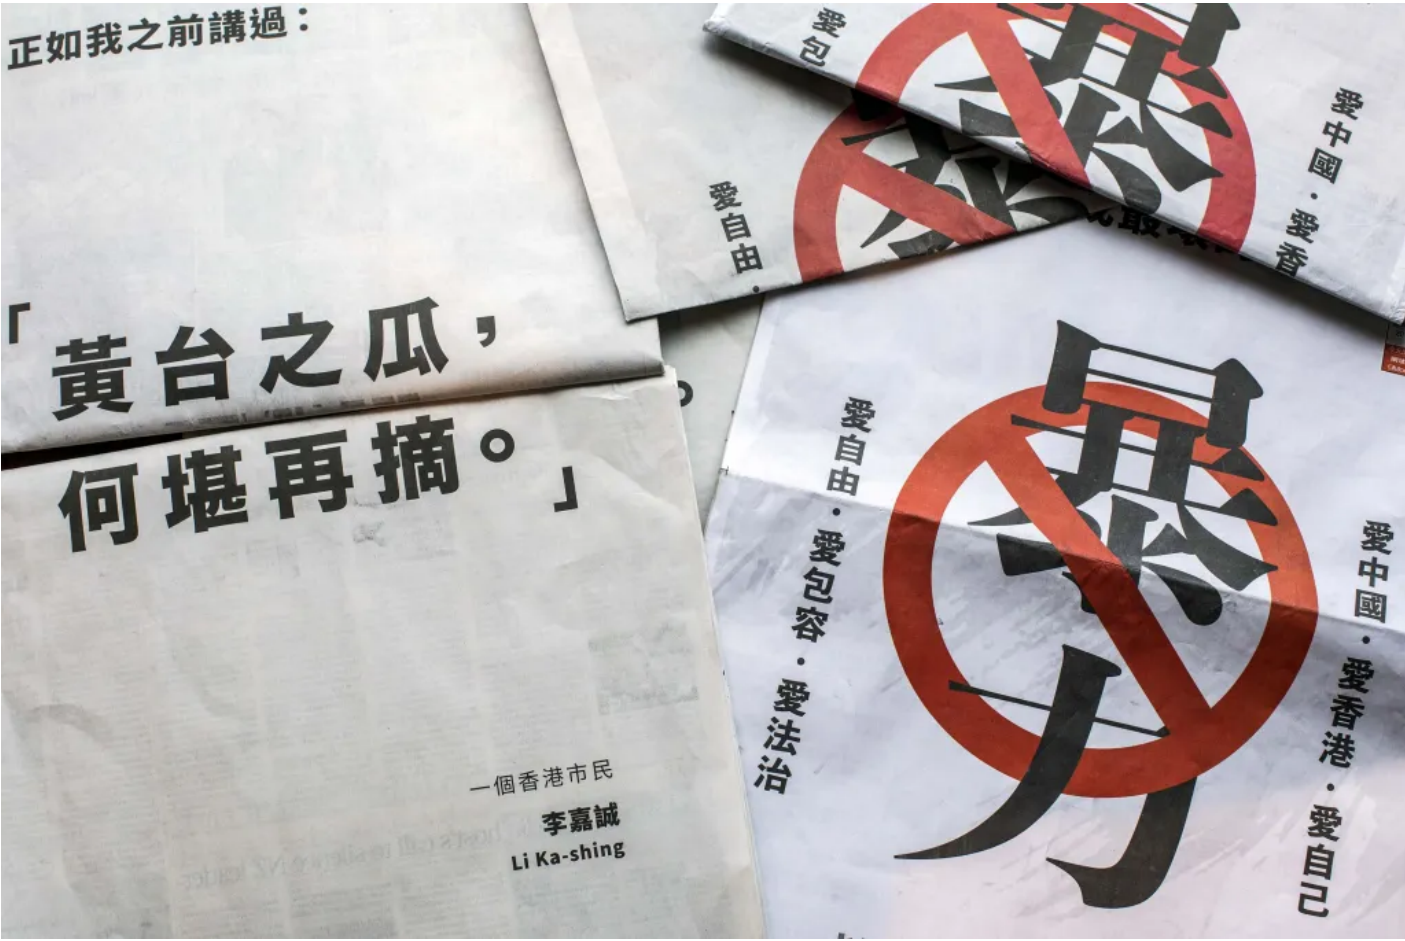 正如我之前講過：
「黃台之瓜，
何堪再摘。」
一個香港市民
李嘉誠
Li Ka-shing
愛自由．
愛包
暴
愛中國．愛香
最
暴力
愛自由．愛包容．愛法治
愛中國．愛香港．愛自己